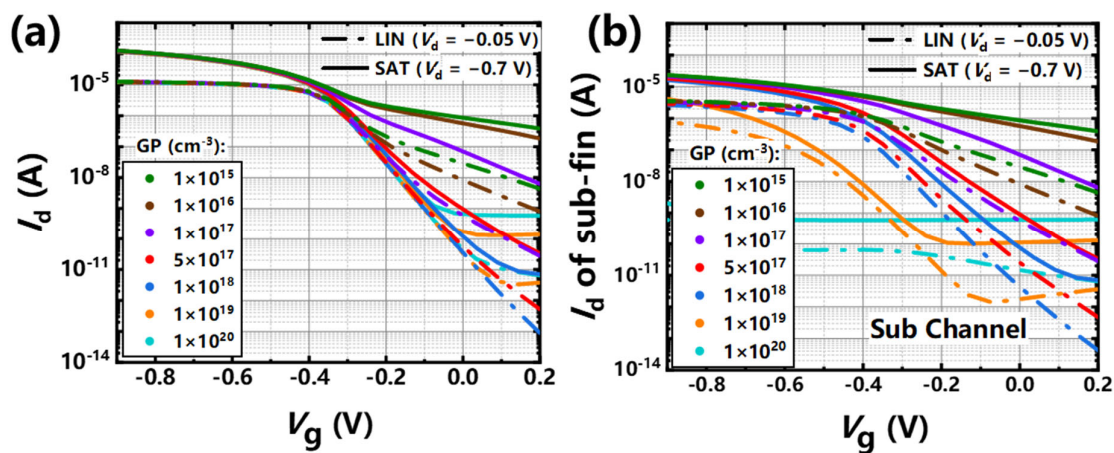 (a)
LIN (Vd = −0.05 V)
SAT (Vd = −0.7 V)
10⁻⁵
10⁻⁸
10⁻¹¹
10⁻¹⁴
Id (A)
GP (cm⁻³):
1×10¹⁵
1×10¹⁶
1×10¹⁷
5×10¹⁷
1×10¹⁸
1×10¹⁹
1×10²⁰
-0.8 -0.6 -0.4 -0.2 0.0 0.2
Vg (V)
(b)
LIN (Vd = −0.05 V)
SAT (Vd = −0.7 V)
10⁻⁵
10⁻⁸
10⁻¹¹
10⁻¹⁴
Id of sub-fin (A)
GP (cm⁻³):
1×10¹⁵
1×10¹⁶
1×10¹⁷
5×10¹⁷
1×10¹⁸
1×10¹⁹
1×10²⁰
Sub Channel
-0.8 -0.6 -0.4 -0.2 0.0 0.2
Vg (V)